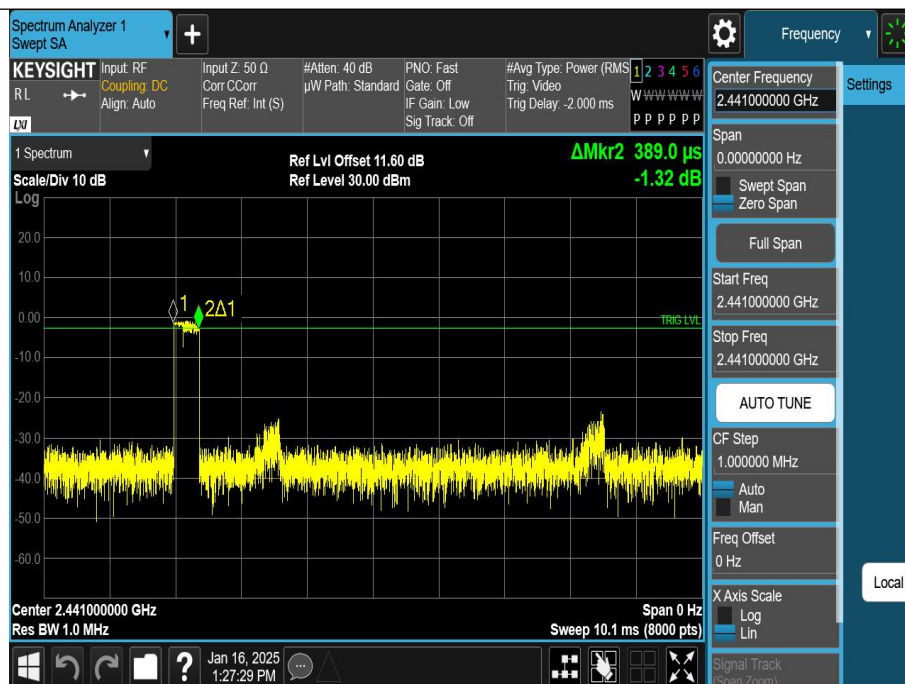 Spectrum Analyzer 1
Swept SA
+
Frequency
KEYSIGHT
RL
LXI
Input: RF
Coupling: DC
Align: Auto
Input Z: 50 Ω
Corr CCorr
Freq Ref: Int (S)
#Atten: 40 dB
µW Path: Standard
PNO: Fast
Gate: Off
IF Gain: Low
Sig Track: Off
#Avg Type: Power (RMS
Trig: Video
Trig Delay: -2.000 ms
1 2 3 4 5 6
W W W W W W
P P P P P P
1 Spectrum
Scale/Div 10 dB
Ref Lvl Offset 11.60 dB
Ref Level 30.00 dBm
ΔMkr2 389.0 µs
-1.32 dB
Log
20.0
10.0
0.00
-10.0
-20.0
-30.0
-40.0
-50.0
-60.0
1
2Δ1
TRIG LVL
Center 2.441000000 GHz
Res BW 1.0 MHz
Span 0 Hz
Sweep 10.1 ms (8000 pts)
Center Frequency
2.441000000 GHz
Settings
Span
0.00000000 Hz
Swept Span
Zero Span
Full Span
Start Freq
2.441000000 GHz
Stop Freq
2.441000000 GHz
AUTO TUNE
CF Step
1.000000 MHz
Auto
Man
Freq Offset
0 Hz
Local
X Axis Scale
Log
Lin
Signal Track
(Span Zoom)
?
Jan 16, 2025
1:27:29 PM